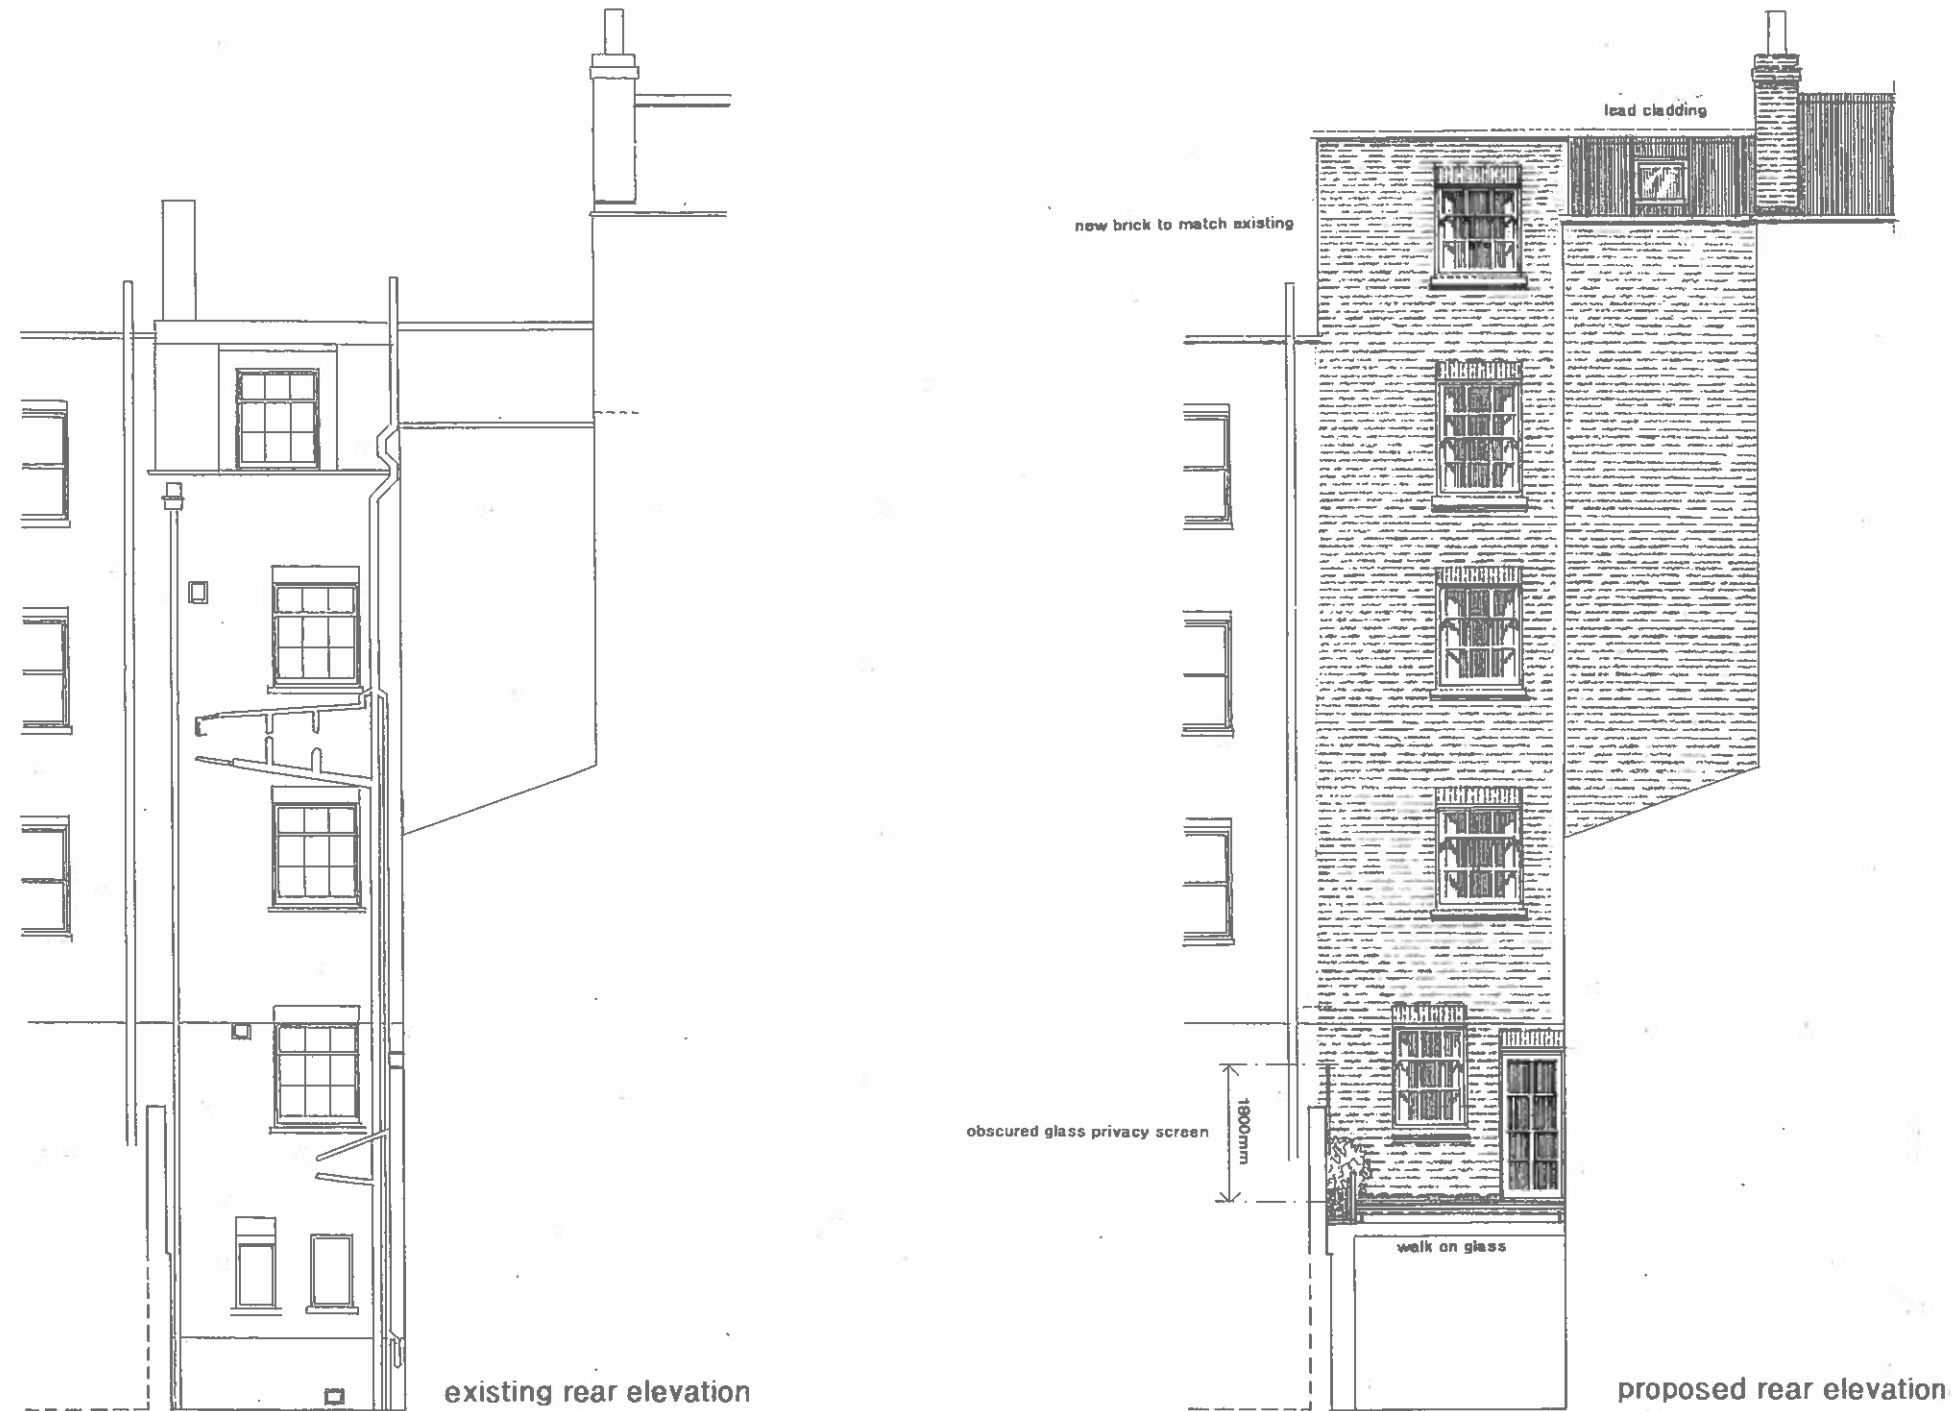 lead cladding
new brick to match existing
obscured glass privacy screen
1800mm
walk on glass
existing rear elevation
proposed rear elevation